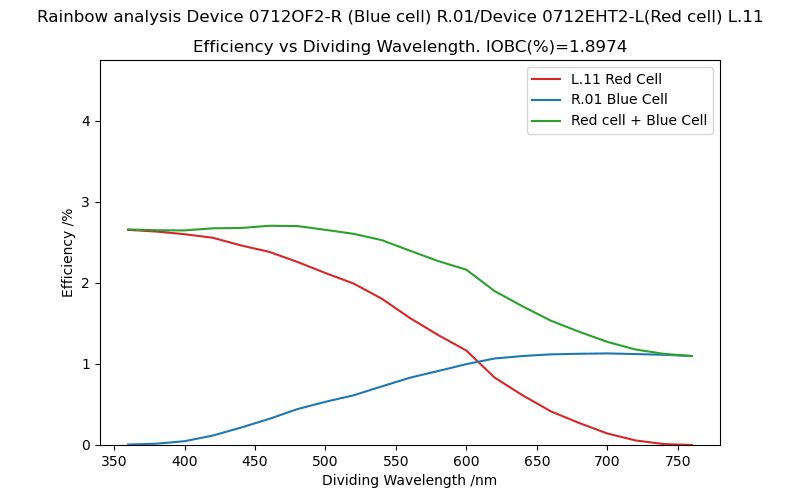 Rainbow analysis Device 0712OF2-R (Blue cell) R.01/Device 0712EHT2-L(Red cell) L.11
Efficiency vs Dividing Wavelength. IOBC(%)=1.8974
L.11 Red Cell
R.01 Blue Cell
Red cell + Blue Cell
Efficiency /%
4
3
2
1
0
350 400 450 500 550 600 650 700 750
Dividing Wavelength /nm